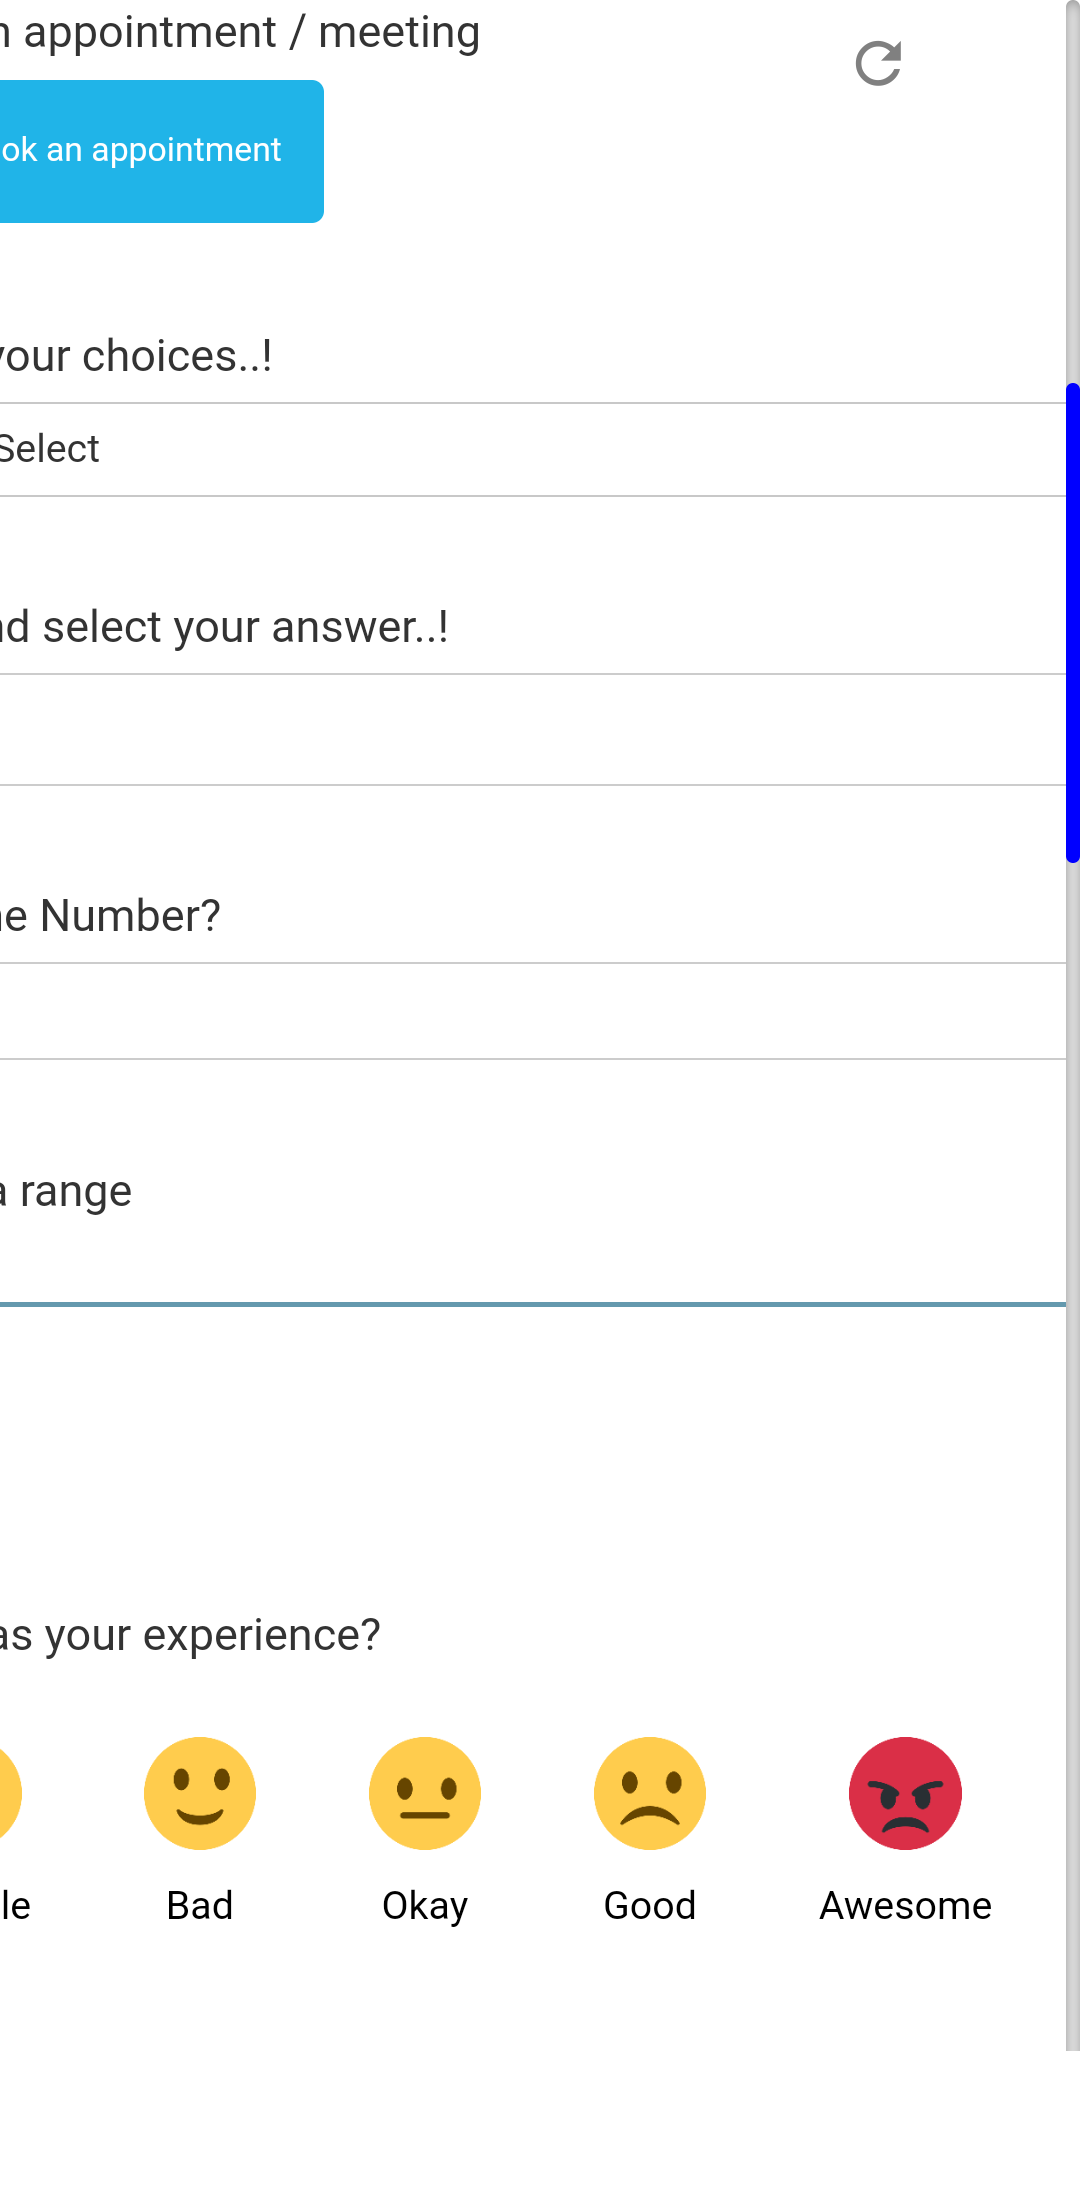 appointment / meeting
ok an appointment
your choices..!
Select
nd select your answer..!
e Number?
a range
as your experience?
le Bad Okay Good Awesome